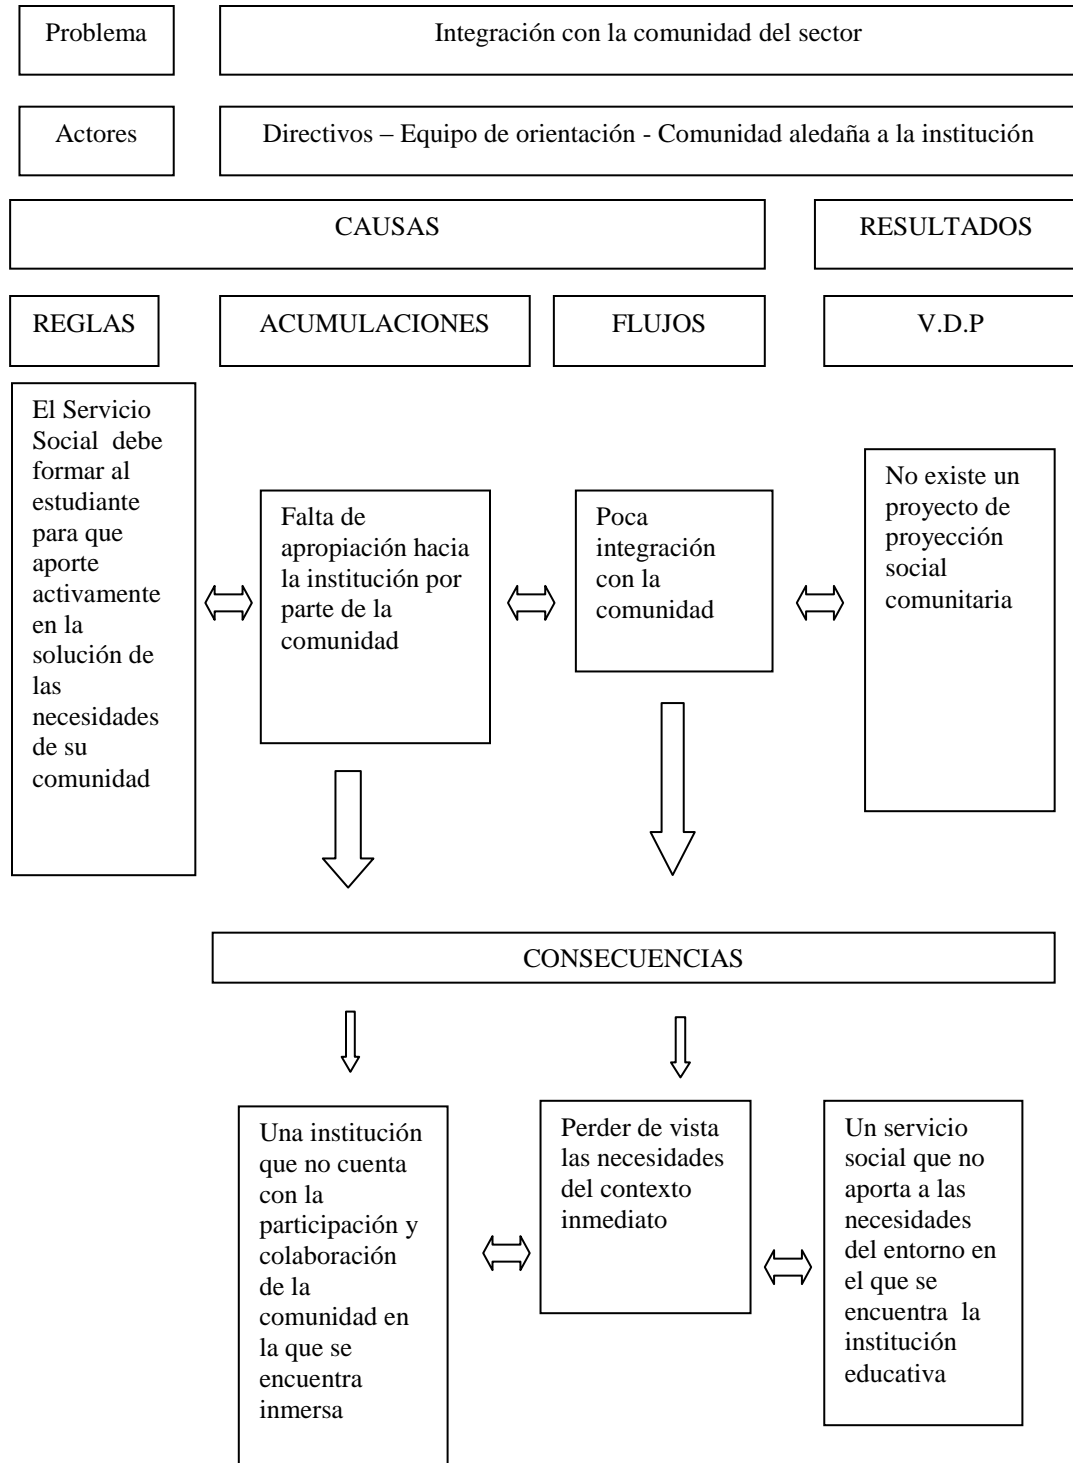 Problema
Integración con la comunidad del sector
Actores
Directivos – Equipo de orientación - Comunidad aledaña a la institución
CAUSAS
RESULTADOS
REGLAS
ACUMULACIONES
FLUJOS
V.D.P
El Servicio
Social debe
formar al
estudiante
para que
aporte
activamente
en la
solución de
las
necesidades
de su
comunidad
Falta de
apropiación hacia
la institución por
parte de la
comunidad
Poca
integración
con la
comunidad
No existe un
proyecto de
proyección
social
comunitaria
CONSECUENCIAS
Una institución
que no cuenta
con la
participación y
colaboración
de la
comunidad en
la que se
encuentra
inmersa
Perder de vista
las necesidades
del contexto
inmediato
Un servicio
social que no
aporta a las
necesidades
del entorno en
el que se
encuentra la
institución
educativa